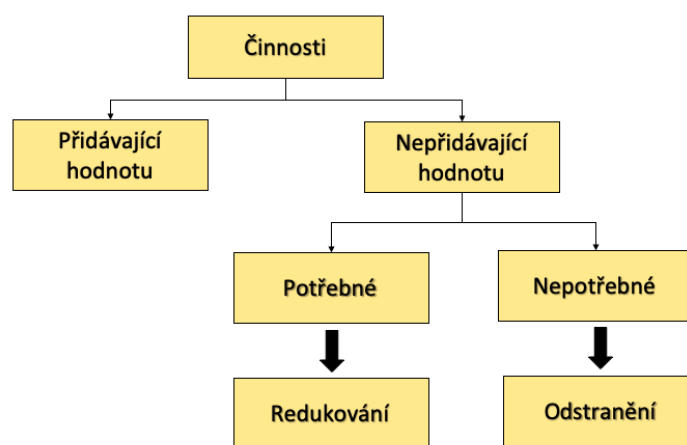 Činnosti
Přidávající
hodnotu
Nepřidávající
hodnotu
Potřebné
Nepotřebné
Redukování
Odstranění